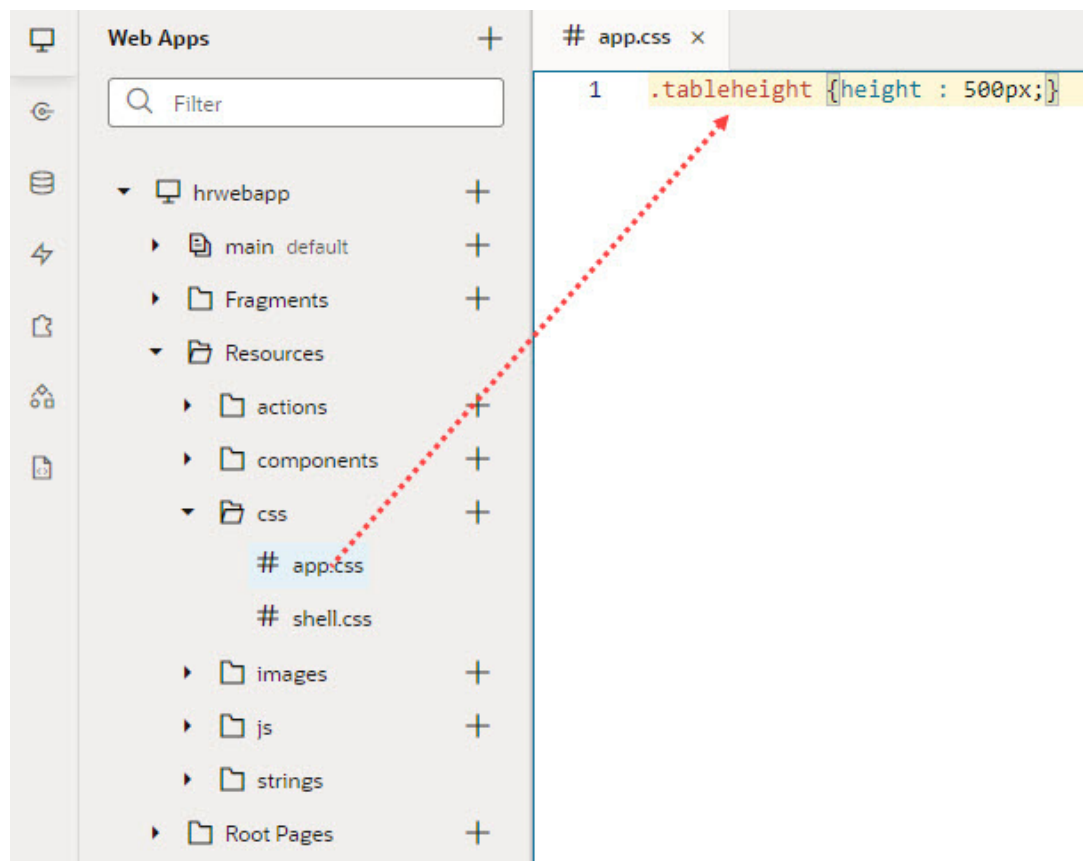 Web Apps
Filter
hrwebapp
main default
Fragments
Resources
actions
components
css
# app.css
# shell.css
images
js
strings
Root Pages
# app.css ×
1 .tableheight {height : 500px;}